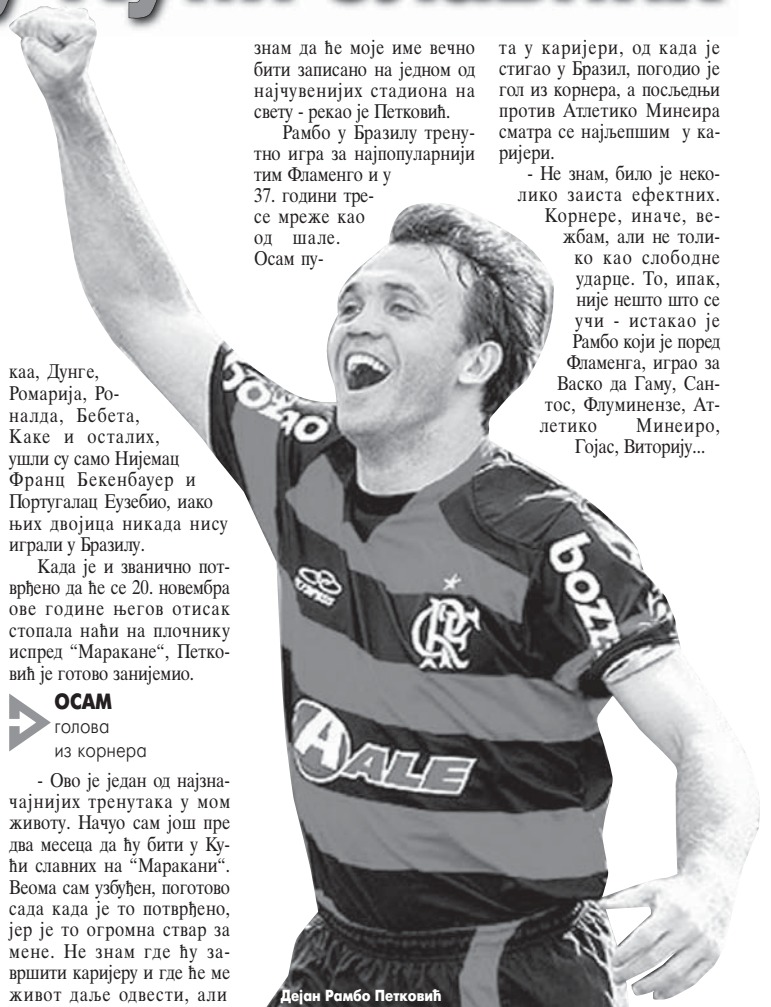 каа, Дунге,
Ромарија, Ро-
налда, Бебета,
Каке и осталих,
ушли су само Нијемац
Франц Бекенбауер и
Португалац Еузебио, иако
њих двојица никада нису
играли у Бразилу.
Када је и званично пот-
врђено да ће се 20. новембра
ове године његов отисак
стопала наћи на плочнику
испред “Маракане“, Петко-
вић је готово занијемио.
ОСАМ
голова
из корнера
- Ово је један од најзна-
чајнијих тренутака у мом
животу. Начуо сам још пре
два месеца да ћу бити у Ку-
ћи славних на “Маракани“.
Веома сам узбуђен, поготово
сада када је то потврђено,
јер је то огромна ствар за
мене. Не знам где ћу за-
вршити каријеру и где ће ме
живот даље одвести, али
знам да ће моје име вечно
бити записано на једном од
најчувенијих стадиона на
свету - рекао је Петковић.
Рамбо у Бразилу трену-
тно игра за најпопуларнији
тим Фламенго и у
37. години тре-
се мреже као
од шале.
Осам пу-
та у каријери, од када је
стигао у Бразил, погодио је
гол из корнера, а посљедњи
против Атлетико Минеира
сматра се најљепшим у ка-
ријери.
- Не знам, било је неко-
лико заиста ефектних.
Корнере, иначе, ве-
жбам, али не толи-
ко као слободне
ударце. То, ипак,
није нешто што се
учи - истакао је
Рамбо који је поред
Фламенга, играо за
Васко да Гаму, Сан-
тос, Флуминензе, Ат-
летико Минеиро,
Гојас, Виторију...
bozzo
bozz
OLYMPIKUS
CRF
ALE
Дејан Рамбо Петковић